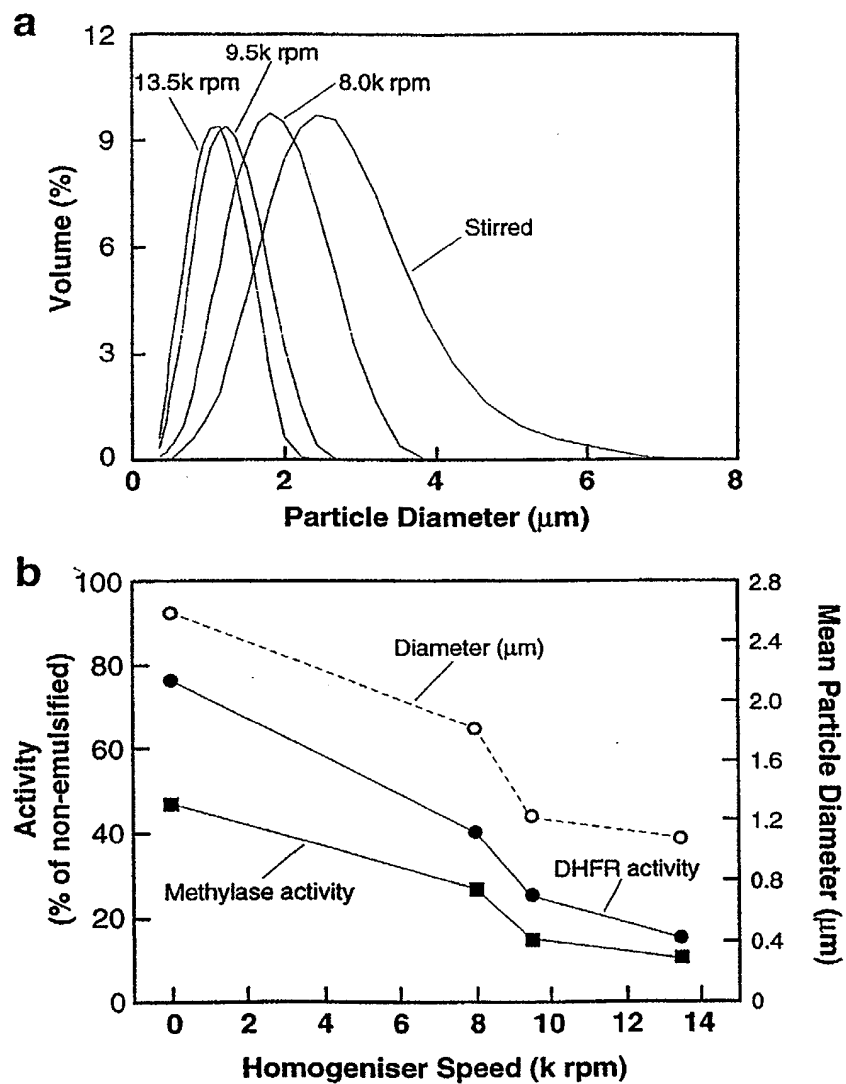 a
12
9
6
3
0
Volume (%)
13.5k rpm
9.5k rpm
8.0k rpm
Stirred
0
2
4
6
8
Particle Diameter (μm)
b
100
80
60
40
20
0
Activity
(% of non-emulsified)
Diameter (μm)
Methylase activity
DHFR activity
2.8
2.4
2.0
1.6
1.2
0.8
0.4
0
Mean Particle Diameter (μm)
0
2
4
6
8
10
12
14
Homogeniser Speed (k rpm)